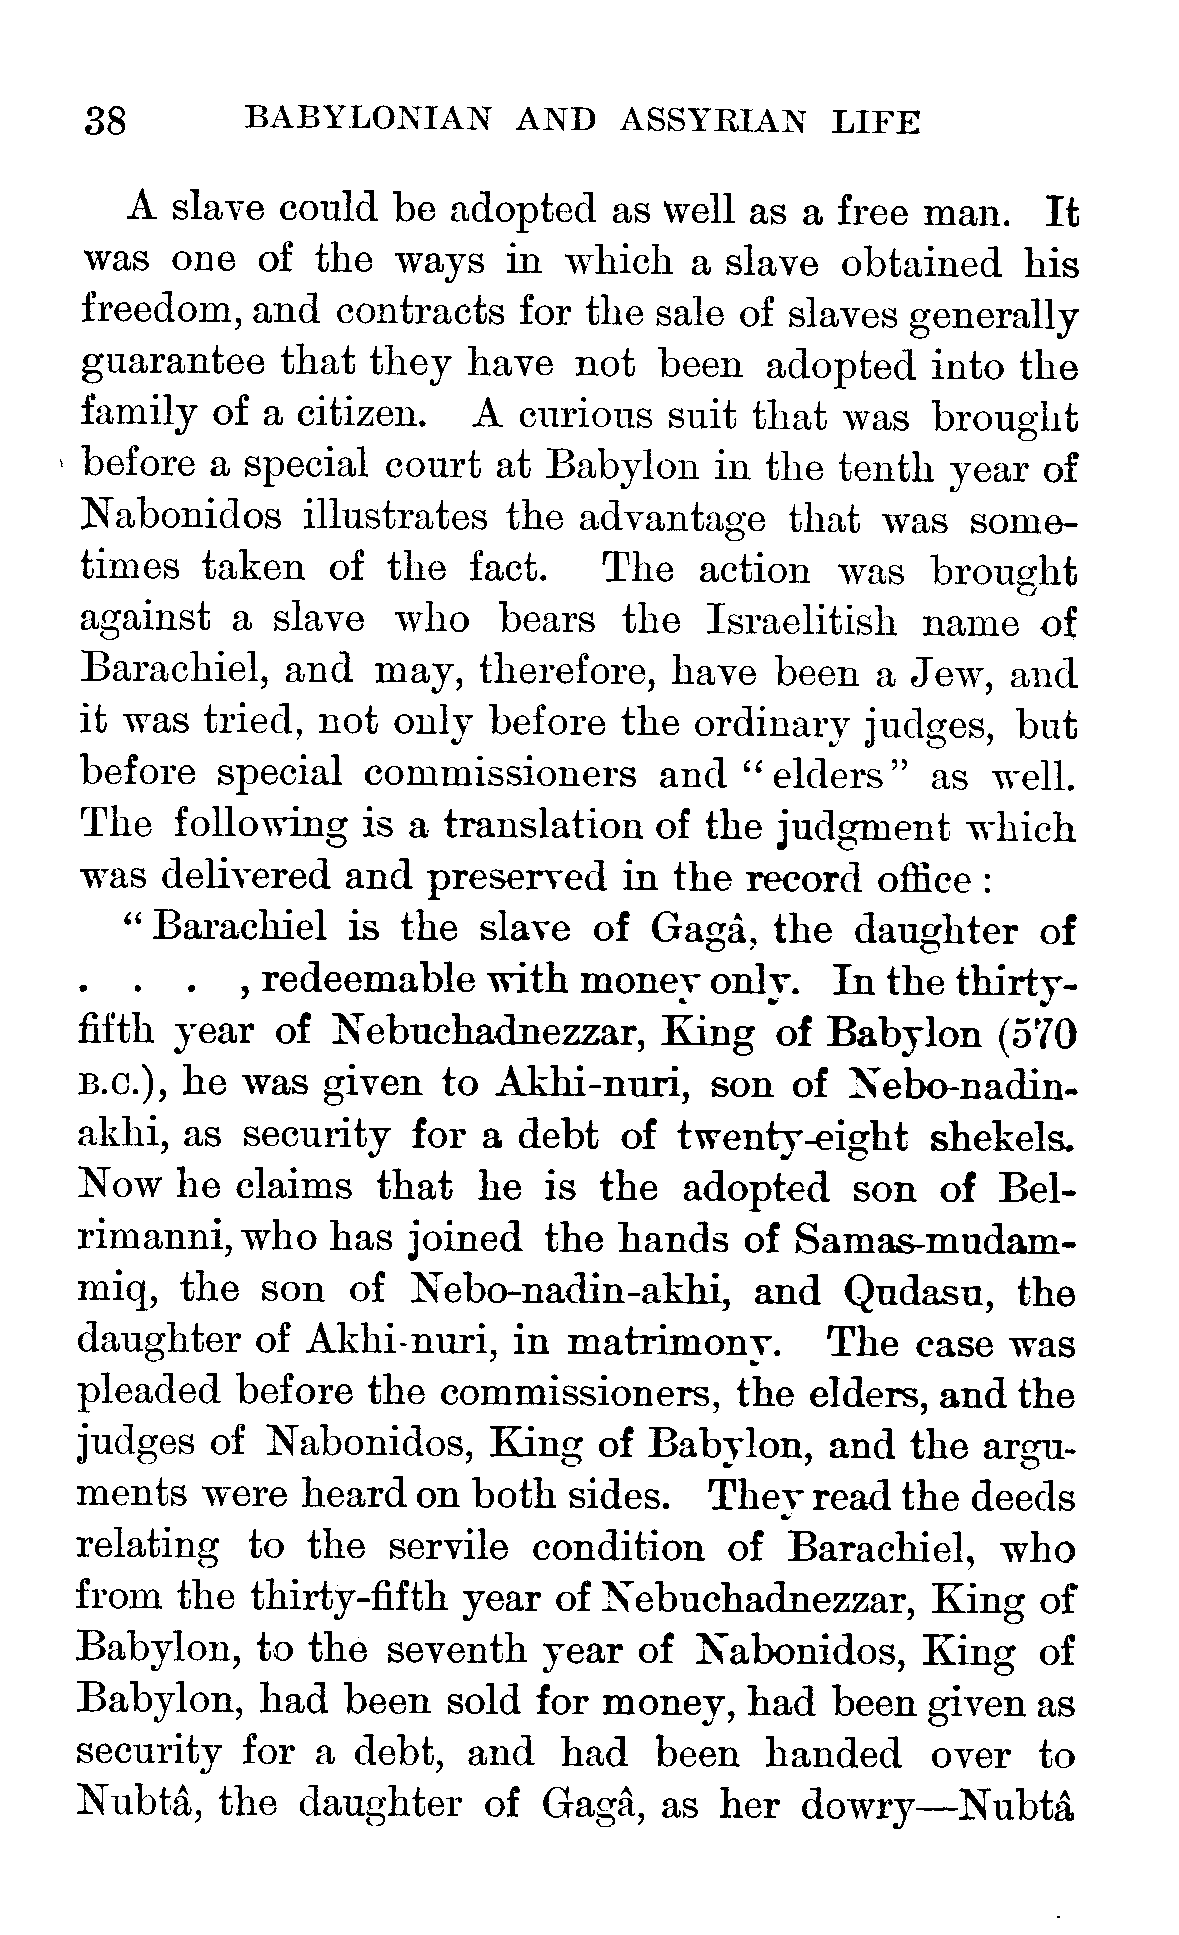 38 BABYLONIAN AND ASSYRIAN LIFE
A slave could be adopted as well as a free man. It
was one of the ways in which a slave obtained his
freedom, and contracts for the sale of slaves generally
guarantee that they have not been adopted into the
family of a citizen. A curious suit that was brought
before a special court at Babylon in the tenth year of
Nabonidos illustrates the advantage that was some-
times taken of the fact. The action was brought
against a slave who bears the Israelitish name of
Barachiel, and may, therefore, have been a Jew, and
it was tried, not only before the ordinary judges, but
before special commissioners and “elders” as well.
The following is a translation of the judgment which
was delivered and preserved in the record office :
“Barachiel is the slave of Gagâ, the daughter of
. . . , redeemable with money only. In the thirty-
fifth year of Nebuchadnezzar, King of Babylon (570
B.C.), he was given to Akhi-nuri, son of Nebo-nadin-
akhi, as security for a debt of twenty-eight shekels.
Now he claims that he is the adopted son of Bel-
rimanni, who has joined the hands of Samas-mudam-
miq, the son of Nebo-nadin-akhi, and Qudasu, the
daughter of Akhi-nuri, in matrimony. The case was
pleaded before the commissioners, the elders, and the
judges of Nabonidos, King of Babylon, and the argu-
ments were heard on both sides. They read the deeds
relating to the servile condition of Barachiel, who
from the thirty-fifth year of Nebuchadnezzar, King of
Babylon, to the seventh year of Nabonidos, King of
Babylon, had been sold for money, had been given as
security for a debt, and had been handed over to
Nubtâ, the daughter of Gagâ, as her dowry—Nubtâ